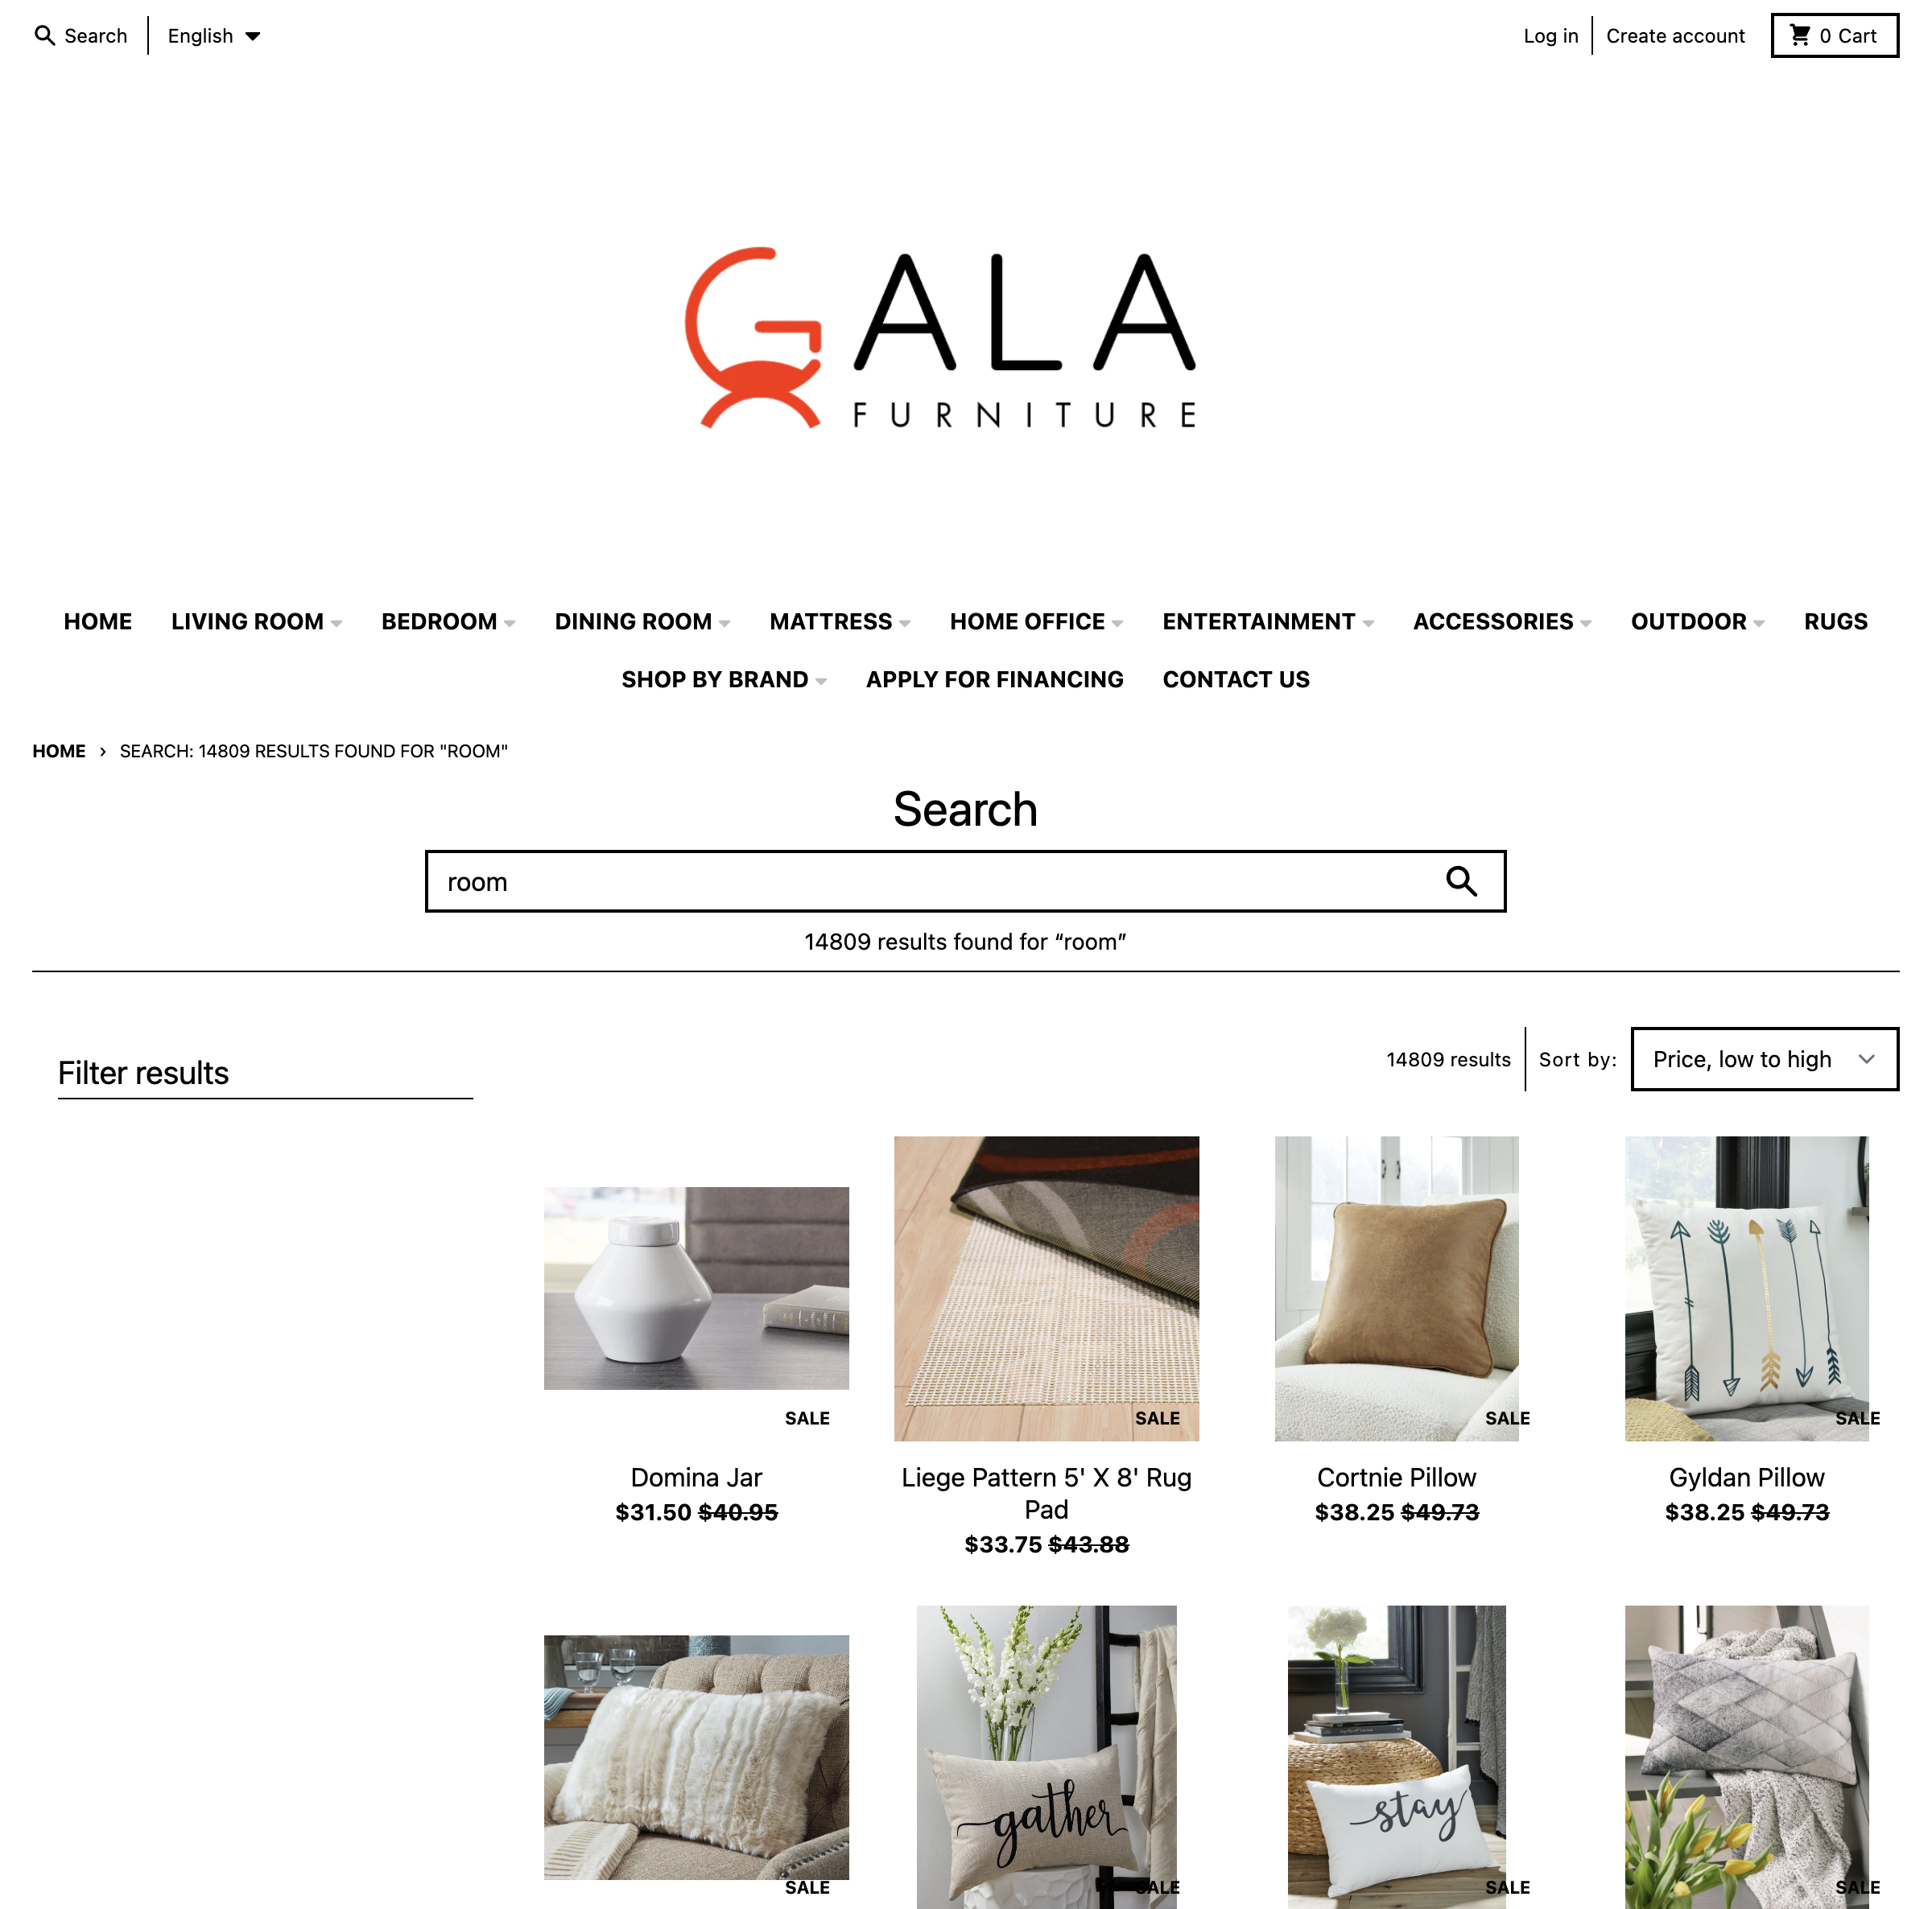 Search
English
Log in
Create account
0 Cart
GALA
FURNITURE
HOME LIVING ROOM BEDROOM DINING ROOM MATTRESS HOME OFFICE ENTERTAINMENT ACCESSORIES OUTDOOR RUGS
SHOP BY BRAND APPLY FOR FINANCING CONTACT US
HOME › SEARCH: 14809 RESULTS FOUND FOR "ROOM"
Search
room
14809 results found for “room”
Filter results
14809 results
Sort by:
Price, low to high
SALE
Domina Jar
$31.50 $40.95
SALE
Liege Pattern 5' X 8' Rug
Pad
$33.75 $43.88
SALE
Cortnie Pillow
$38.25 $49.73
SALE
Gyldan Pillow
$38.25 $49.73
SALE
gather
SALE
stay
SALE
SALE